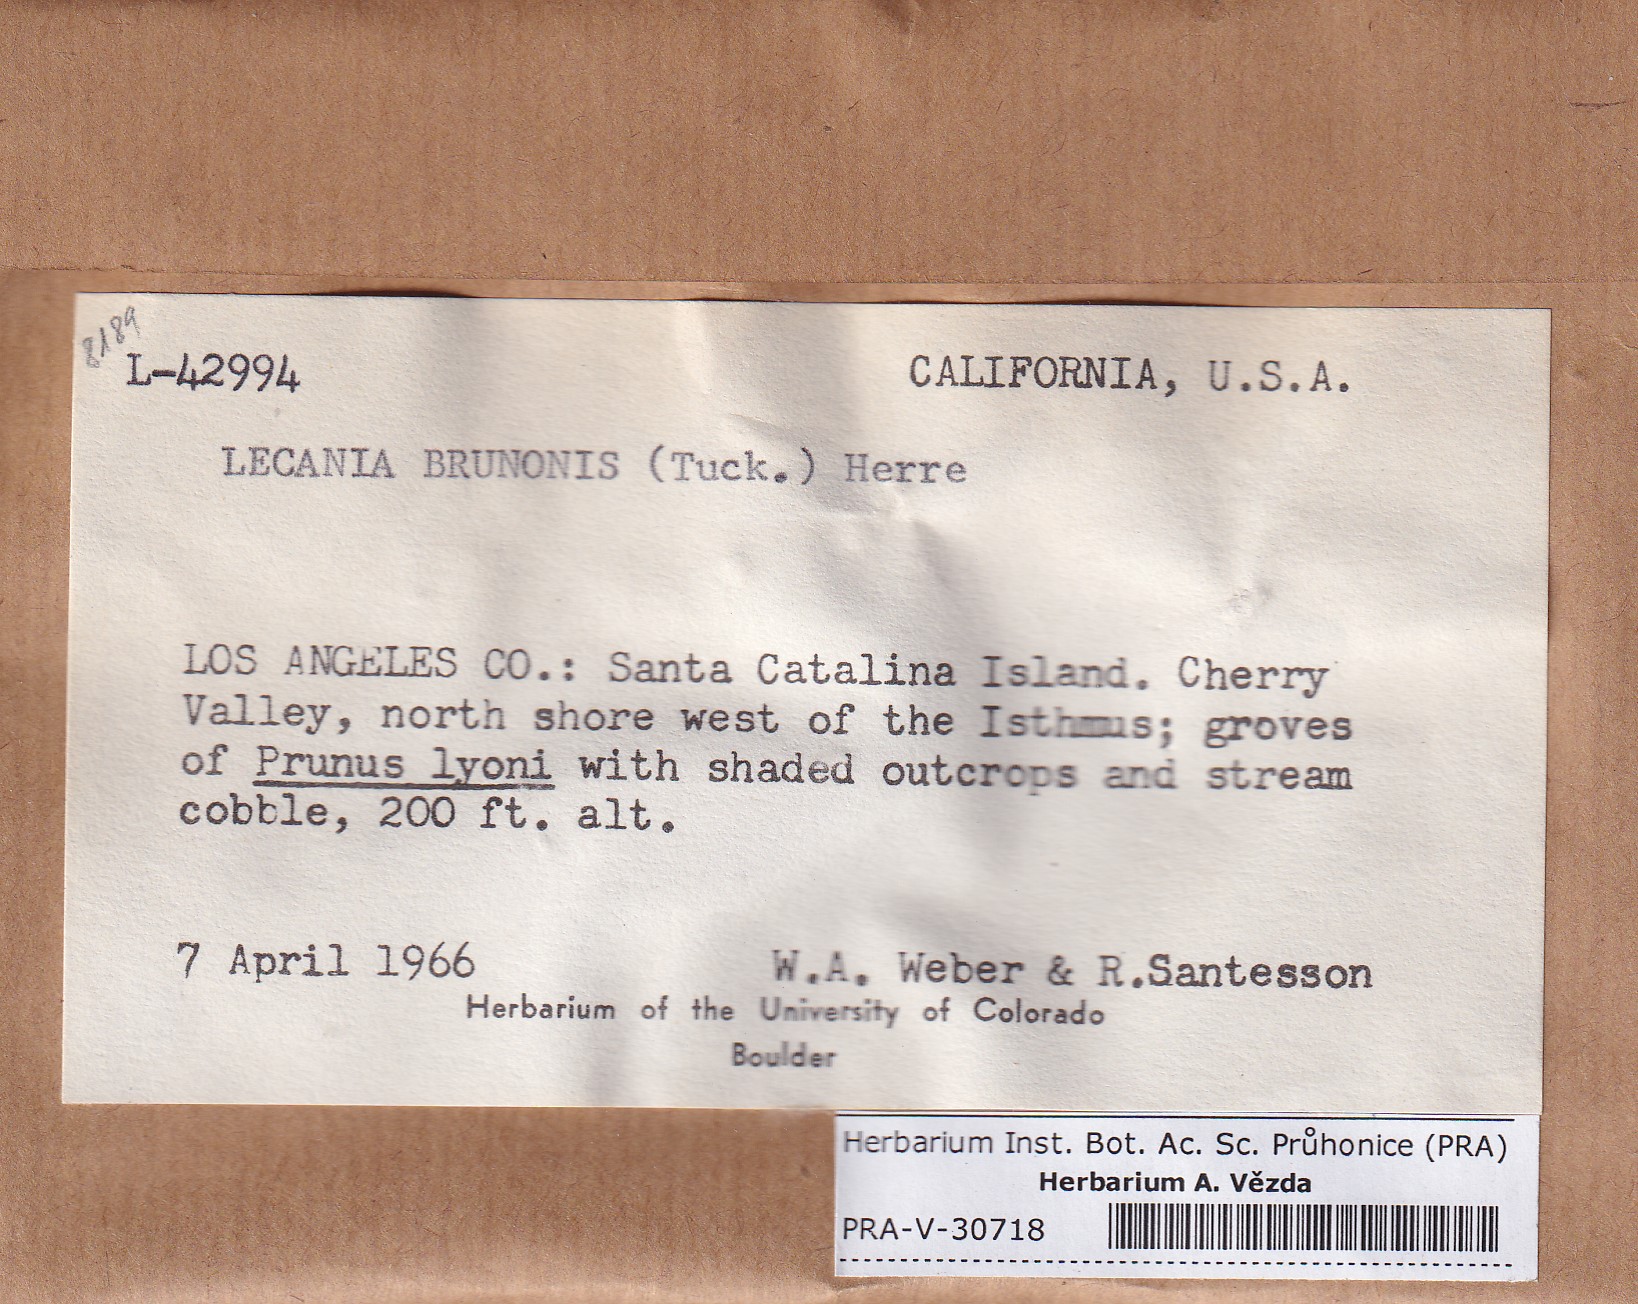 8189
L-42994 CALIFORNIA, U.S.A.
LECANIA BRUNONIS (Tuck.) Herre
LOS ANGELES CO.: Santa Catalina Island. Cherry
Valley, north shore west of the Isthmus; groves
of Prunus lyoni with shaded outcrops and stream
cobble, 200 ft. alt.
7 April 1966 W.A. Weber & R.Santesson
Herbarium of the University of Colorado
Boulder
Herbarium Inst. Bot. Ac. Sc. Průhonice (PRA)
Herbarium A. Vězda
PRA-V-30718